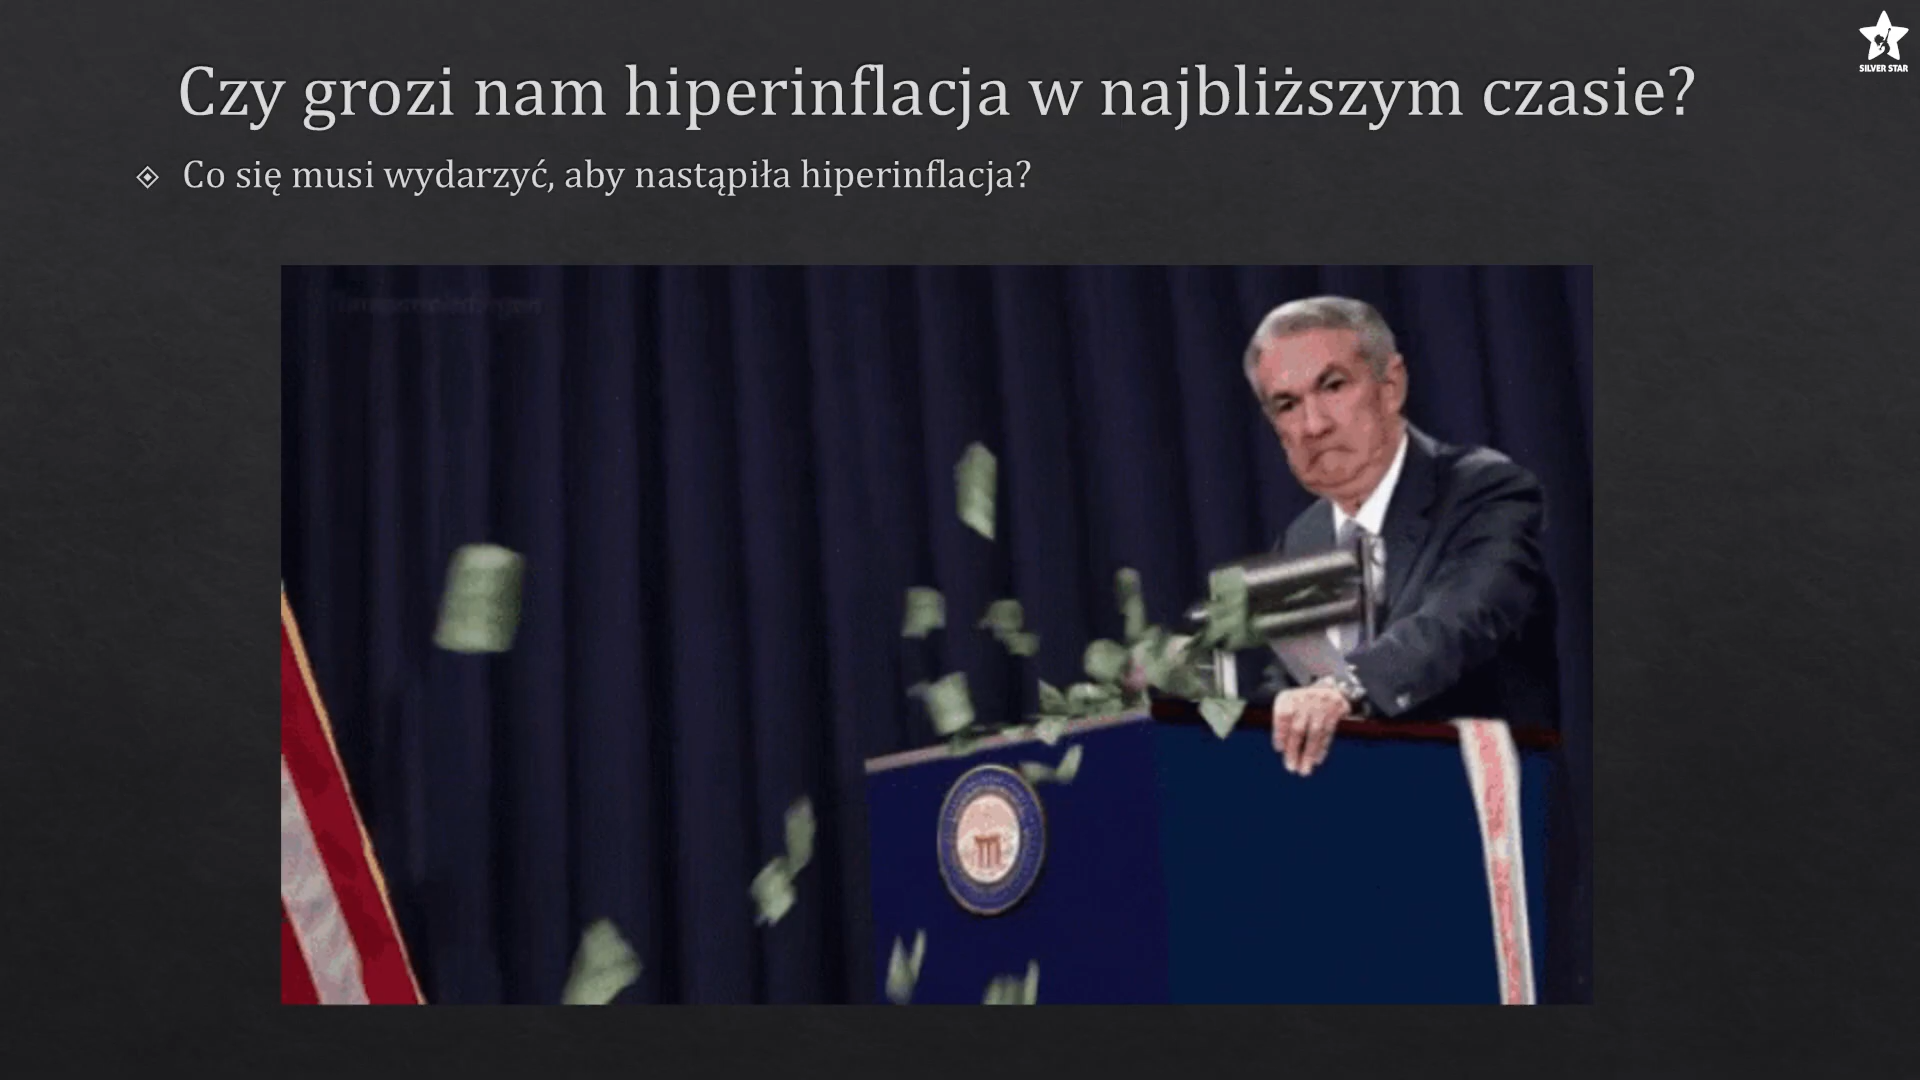 SILVER STAR
Czy grozi nam hiperinflacja w najbliższym czasie?
Co się musi wydarzyć, aby nastąpiła hiperinflacja?